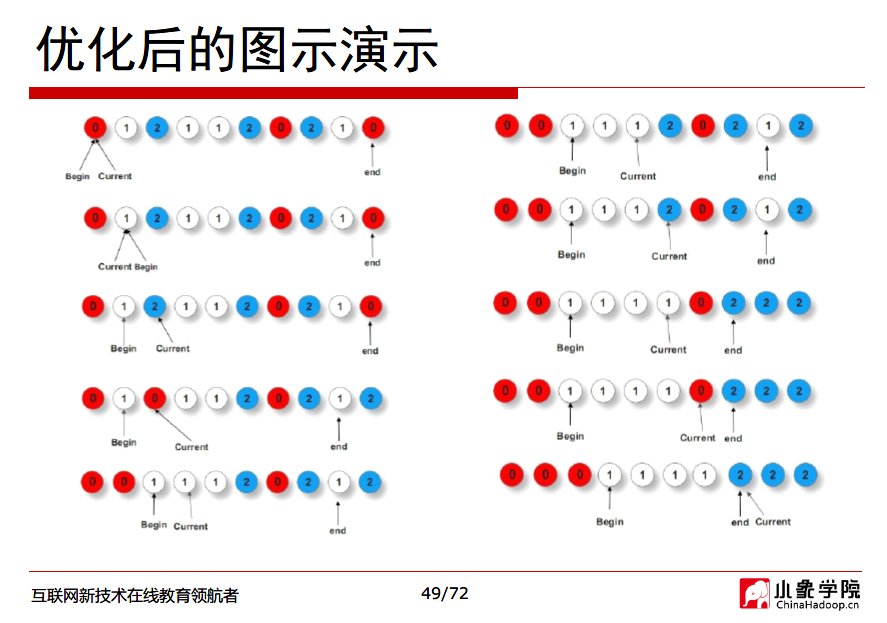 优化后的图示演示
0 1 2 1 1 2 0 2 1 0
Begin Current end
0 1 2 1 1 2 0 2 1 0
Current Begin end
0 1 2 1 1 2 0 2 1 0
Begin Current end
0 1 0 1 1 2 0 2 1 2
Begin Current end
0 0 1 1 1 2 0 2 1 2
Begin Current end
0 0 1 1 1 2 0 2 1 2
Begin Current end
0 0 1 1 1 2 0 2 1 2
Begin Current end
0 0 1 1 1 1 0 2 2 2
Begin Current end
0 0 1 1 1 1 0 2 2 2
Begin Current end
0 0 0 1 1 1 1 2 2 2
Begin end Current
互联网新技术在线教育领航者
49/72
小象学院
ChinaHadoop.cn